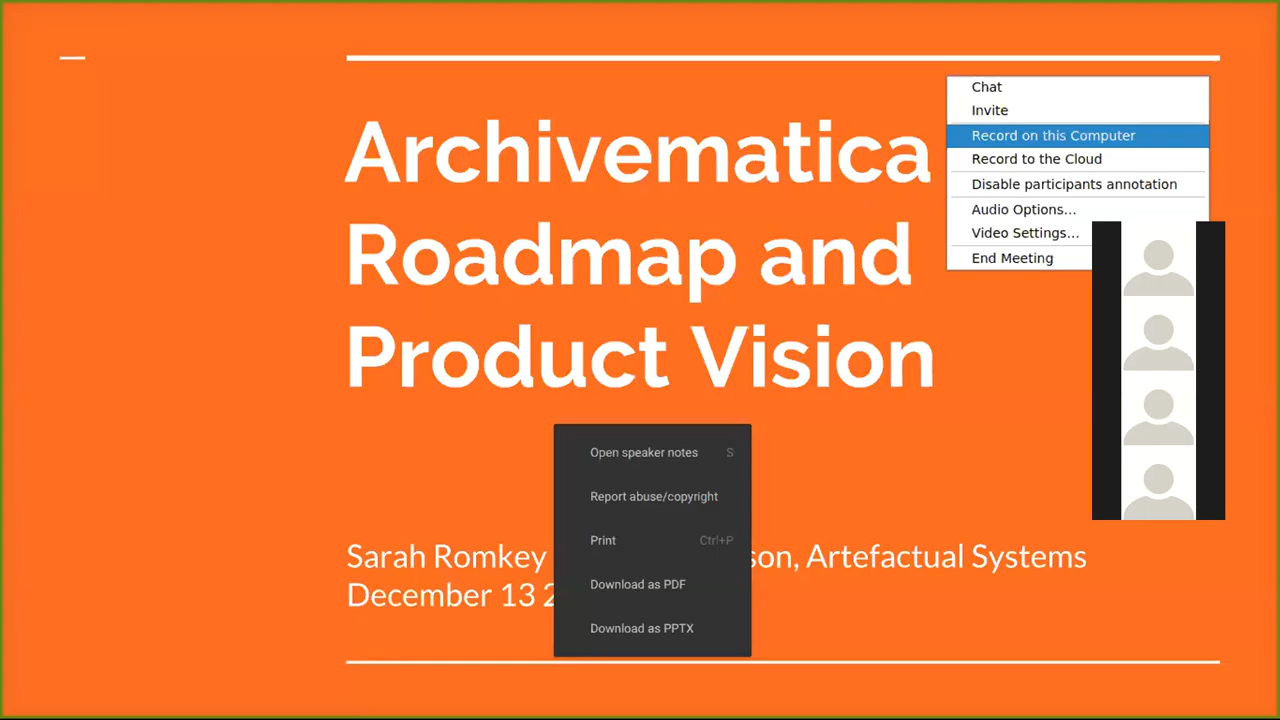 Archivematica
Roadmap and
Product Vision
Chat
Invite
Record on this Computer
Record to the Cloud
Disable participants annotation
Audio Options...
Video Settings...
End Meeting
Open speaker notes S
Report abuse/copyright
Print Ctrl+P
Download as PDF
Download as PPTX
Sarah Romkey son, Artefactual Systems
December 13 2